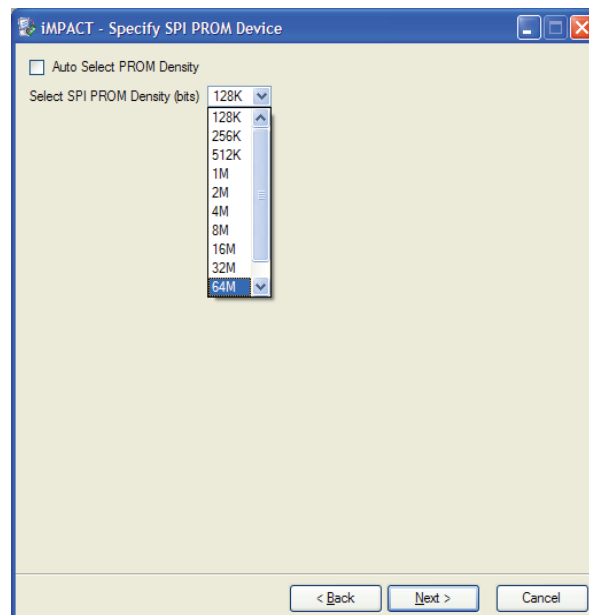 iMPACT - Specify SPI PROM Device
Auto Select PROM Density
Select SPI PROM Density (bits) 128K
128K
256K
512K
1M
2M
4M
8M
16M
32M
64M
< Back Next > Cancel